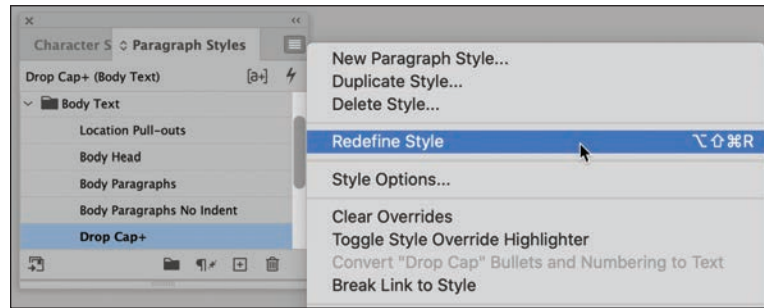 Character S Paragraph Styles
Drop Cap+ (Body Text) [a+]
Body Text
Location Pull-outs
Body Head
Body Paragraphs
Body Paragraphs No Indent
Drop Cap+
New Paragraph Style...
Duplicate Style...
Delete Style...
Redefine Style ⌥⇧⌘R
Style Options...
Clear Overrides
Toggle Style Override Highlighter
Convert "Drop Cap" Bullets and Numbering to Text
Break Link to Style